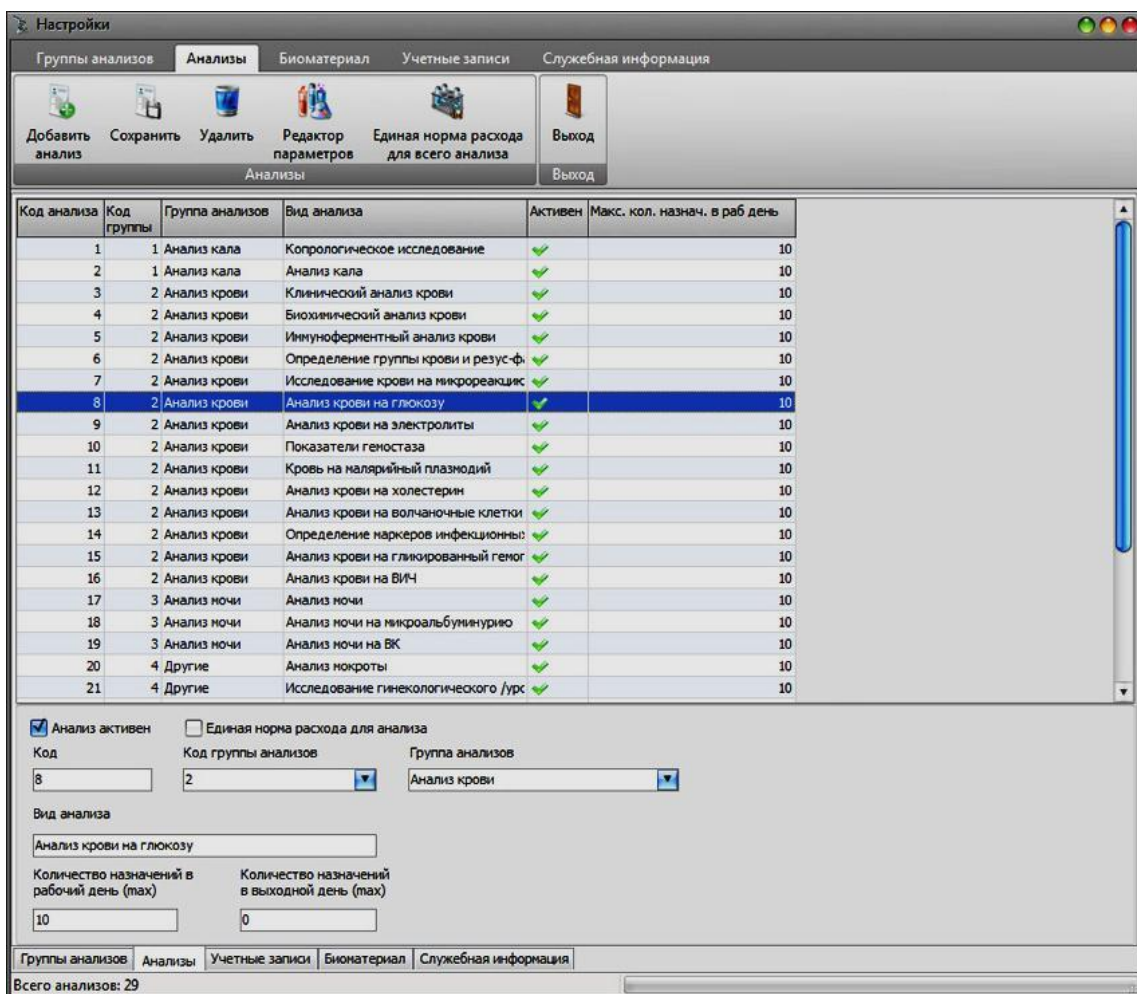 Настройки
Группы анализов Анализы Биоматериал Учетные записи Служебная информация
Добавить анализ Сохранить Удалить Редактор параметров Единая норма расхода для всего анализа Выход
Анализы Выход
Код анализа Код группы Группа анализов Вид анализа Активен Макс. кол. назнач. в раб день
1 1 Анализ кала Копрологическое исследование 10
2 1 Анализ кала Анализ кала 10
3 2 Анализ крови Клинический анализ крови 10
4 2 Анализ крови Биохимический анализ крови 10
5 2 Анализ крови Иммуноферментный анализ крови 10
6 2 Анализ крови Определение группы крови и резус-ф 10
7 2 Анализ крови Исследование крови на микрореакцию 10
8 2 Анализ крови Анализ крови на глюкозу 10
9 2 Анализ крови Анализ крови на электролиты 10
10 2 Анализ крови Показатели гемостаза 10
11 2 Анализ крови Кровь на малярийный плазмодий 10
12 2 Анализ крови Анализ крови на холестерин 10
13 2 Анализ крови Анализ крови на волчаночные клетки 10
14 2 Анализ крови Определение маркеров инфекционны 10
15 2 Анализ крови Анализ крови на гликированный гемог 10
16 2 Анализ крови Анализ крови на ВИЧ 10
17 3 Анализ мочи Анализ мочи 10
18 3 Анализ мочи Анализ мочи на микроальбуминурию 10
19 3 Анализ мочи Анализ мочи на ВК 10
20 4 Другие Анализ мокроты 10
21 4 Другие Исследование гинекологического /уро 10
Анализ активен Единая норма расхода для анализа
Код Код группы анализов Группа анализов
8 2 Анализ крови
Вид анализа
Анализ крови на глюкозу
Количество назначений в Количество назначений
рабочий день (max) в выходной день (max)
10 0
Группы анализов Анализы Учетные записи Биоматериал Служебная информация
Всего анализов: 29